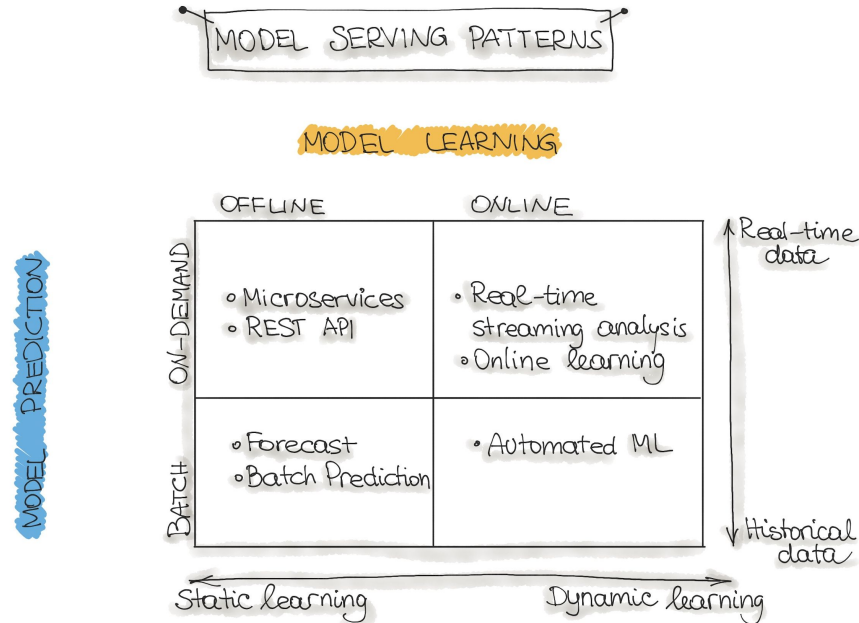 MODEL SERVING PATTERNS
MODEL LEARNING
OFFLINE
ONLINE
MODEL PREDICTION
ON-DEMAND
BATCH
Microservices
REST API
Real-time
streaming analysis
Online learning
Forecast
Batch Prediction
Automated ML
Real-time
data
Historical
data
Static learning
Dynamic learning